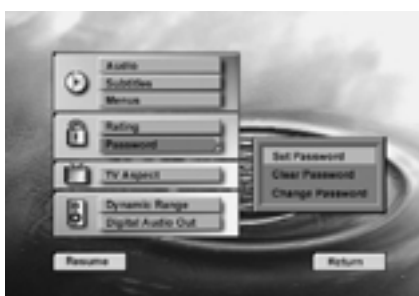 Audio
Subtitles
Menus
Rating
Password
Set Password
Clear Password
Change Password
TV Aspect
Dynamic Range
Digital Audio Out
Resume
Return